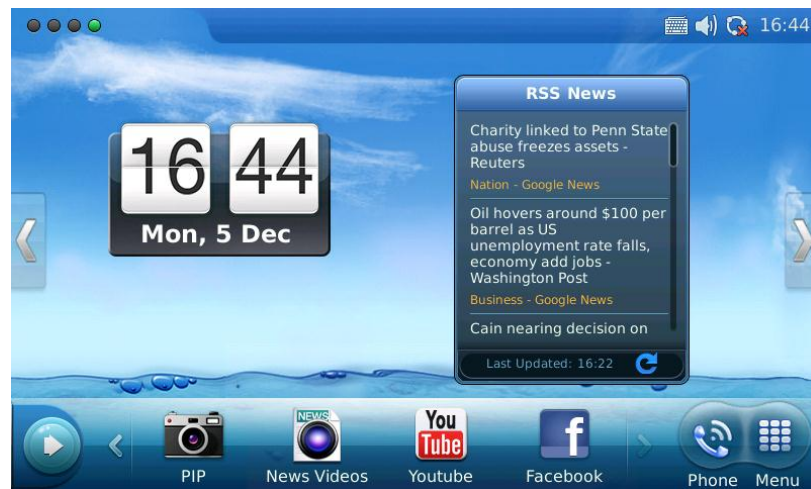 16:44
RSS News
Charity linked to Penn State
abuse freezes assets -
Reuters
Nation - Google News
16 44
Mon, 5 Dec
Oil hovers around $100 per
barrel as US
unemployment rate falls,
economy add jobs -
Washington Post
Business - Google News
Cain nearing decision on
Last Updated: 16:22
NEWS
You
Tube
f
PIP
News Videos
Youtube
Facebook
Phone
Menu